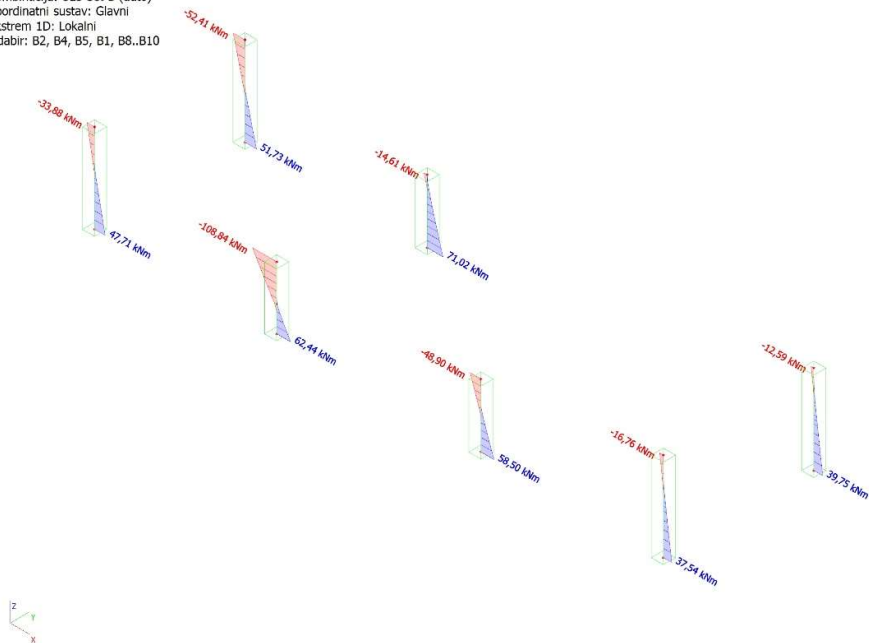 oordinatni sustav: Glavni
kstrem 1D: Lokalni
dabir: B2, B4, B5, B1, B8..B10
-52,41 kNm
-33,88 kNm
51,73 kNm
-14,61 kNm
47,71 kNm
-108,84 kNm
71,02 kNm
62,44 kNm
-48,90 kNm
-12,59 kNm
58,50 kNm
-16,76 kNm
39,75 kNm
37,54 kNm
Z
Y
X